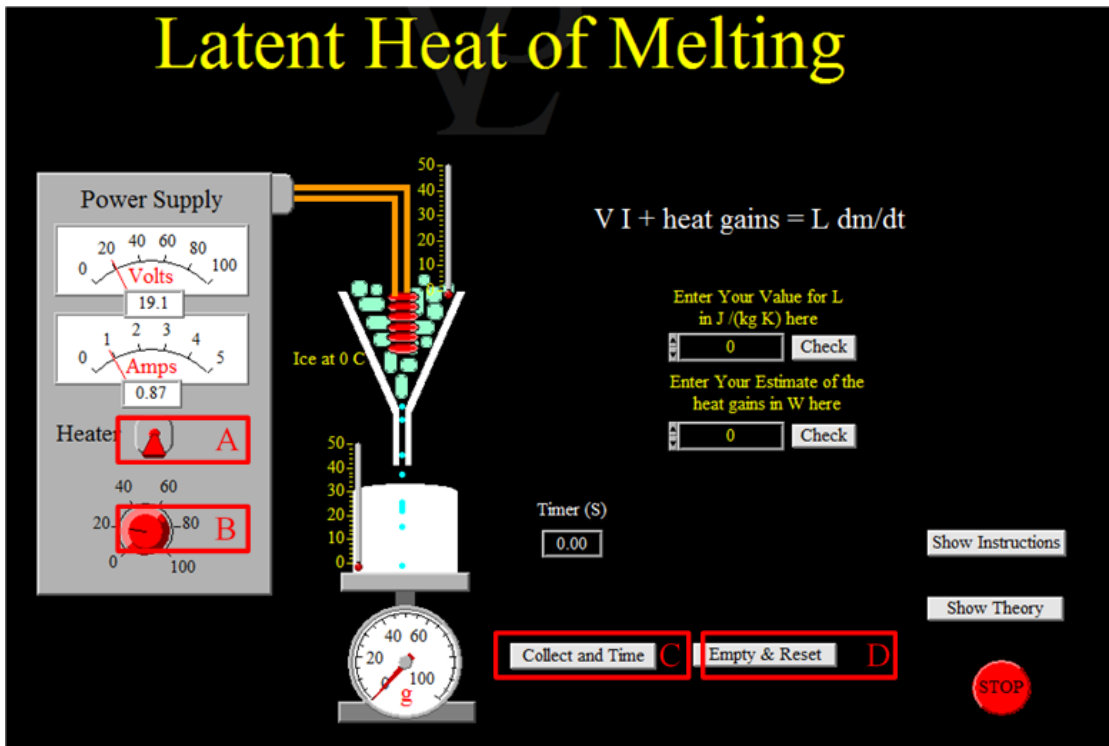 Latent Heat of Melting
Power Supply
0 20 40 60 80 100
Volts
19.1
0 1 2 3 4 5
Amps
0.87
Heater A
0 20 40 60 80 100
B
50
40
30
20
10
0
Ice at 0 C
50
40
30
20
10
0
0 20 40 60 100
g
V I + heat gains = L dm/dt
Enter Your Value for L
in J /(kg K) here
0 Check
Enter Your Estimate of the
heat gains in W here
0 Check
Timer (S)
0.00
Collect and Time C Empty & Reset D
Show Instructions
Show Theory
STOP